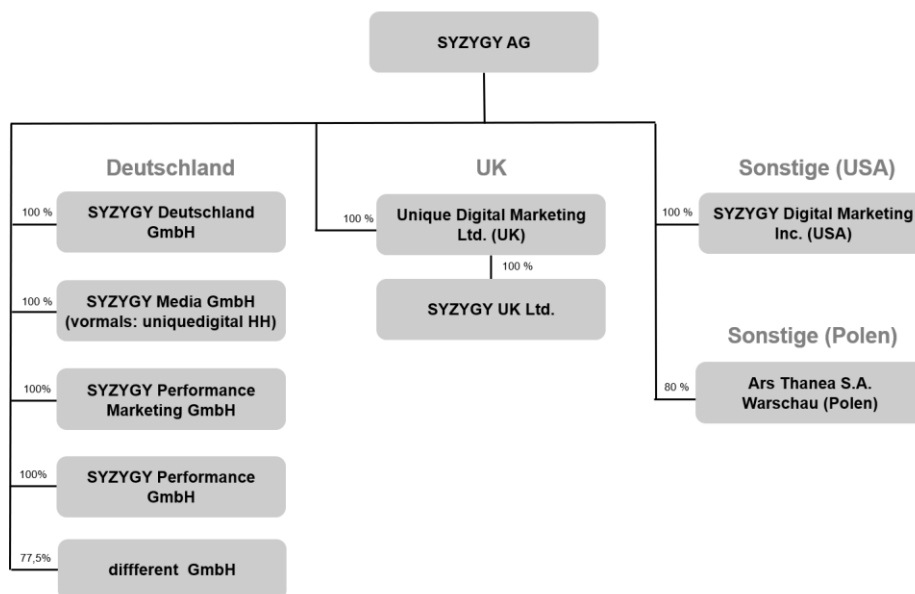 SYZYGY AG
Deutschland
100 %
SYZYGY Deutschland
GmbH
100 %
SYZYGY Media GmbH
(vormals: uniquedigital HH)
100%
SYZYGY Performance
Marketing GmbH
100%
SYZYGY Performance
GmbH
77,5%
diffferent GmbH
UK
100 %
Unique Digital Marketing
Ltd. (UK)
100 %
SYZYGY UK Ltd.
Sonstige (USA)
100 %
SYZYGY Digital Marketing
Inc. (USA)
Sonstige (Polen)
80 %
Ars Thanea S.A.
Warschau (Polen)